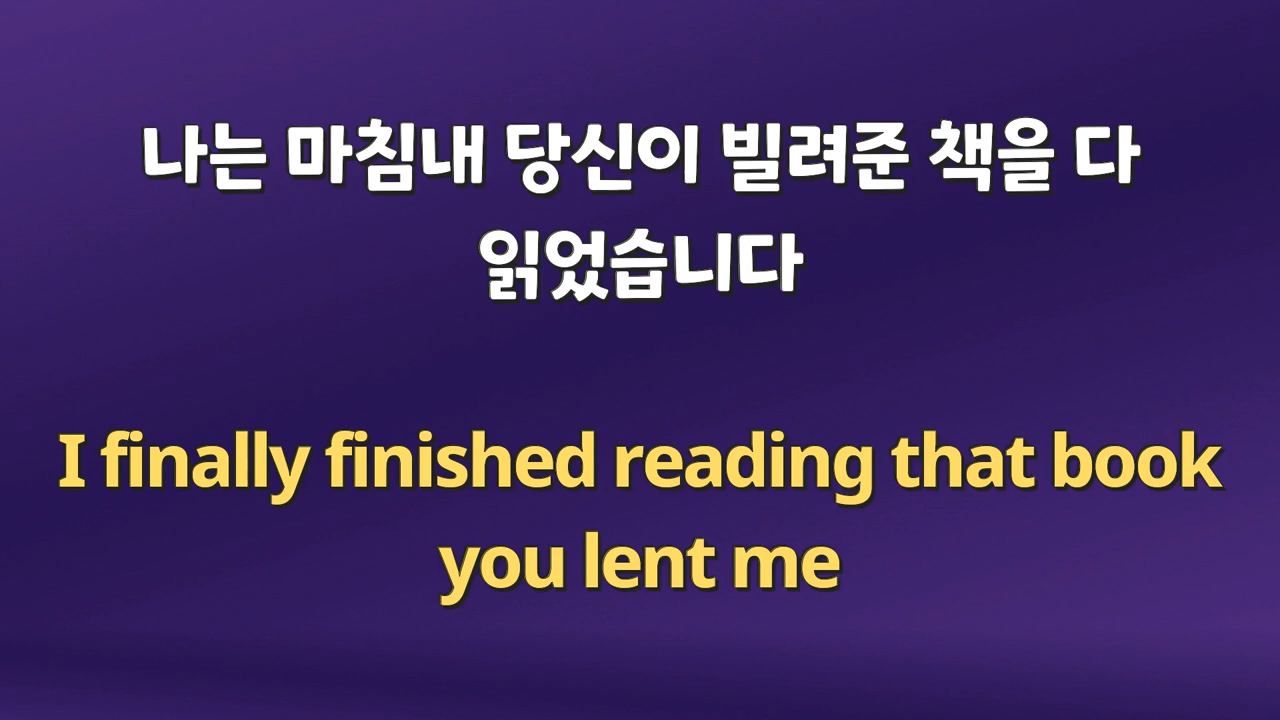 나는 마침내 당신이 빌려준 책을 다
읽었습니다
I finally finished reading that book
you lent me